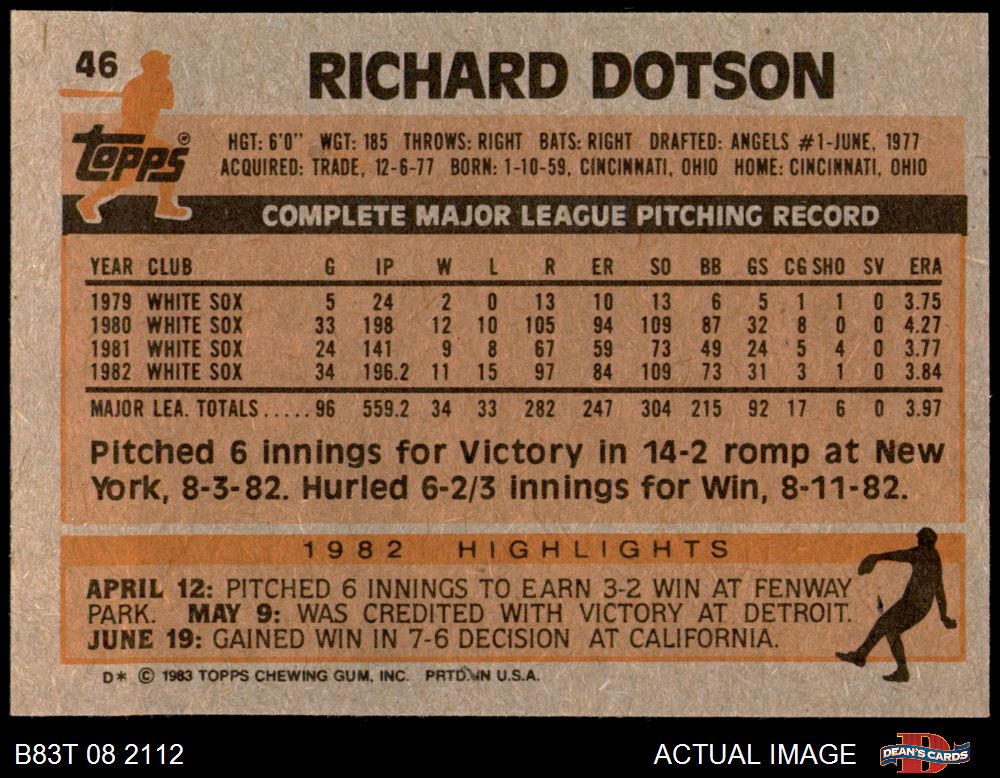 46
RICHARD DOTSON
Topps®
HGT: 6'0" WGT: 185 THROWS: RIGHT BATS: RIGHT DRAFTED: ANGELS #1-JUNE, 1977
ACQUIRED: TRADE, 12-6-77 BORN: 1-10-59, CINCINNATI, OHIO HOME: CINCINNATI, OHIO
COMPLETE MAJOR LEAGUE PITCHING RECORD
YEAR CLUB G IP W L R ER SO BB GS CG SHO SV ERA
1979 WHITE SOX 5 24 2 0 13 10 13 6 5 1 1 0 3.75
1980 WHITE SOX 33 198 12 10 105 94 109 87 32 8 0 0 4.27
1981 WHITE SOX 24 141 9 8 67 59 73 49 24 5 4 0 3.77
1982 WHITE SOX 34 196.2 11 15 97 84 109 73 31 3 1 0 3.84
MAJOR LEA. TOTALS..... 96 559.2 34 33 282 247 304 215 92 17 6 0 3.97
Pitched 6 innings for Victory in 14-2 romp at New
York, 8-3-82. Hurled 6-2/3 innings for Win, 8-11-82.
1982 HIGHLIGHTS
APRIL 12: PITCHED 6 INNINGS TO EARN 3-2 WIN AT FENWAY
PARK. MAY 9: WAS CREDITED WITH VICTORY AT DETROIT.
JUNE 19: GAINED WIN IN 7-6 DECISION AT CALIFORNIA.
D* © 1983 TOPPS CHEWING GUM, INC. PRTD. IN U.S.A.
B83T 08 2112
ACTUAL IMAGE
D
DEAN'S CARDS